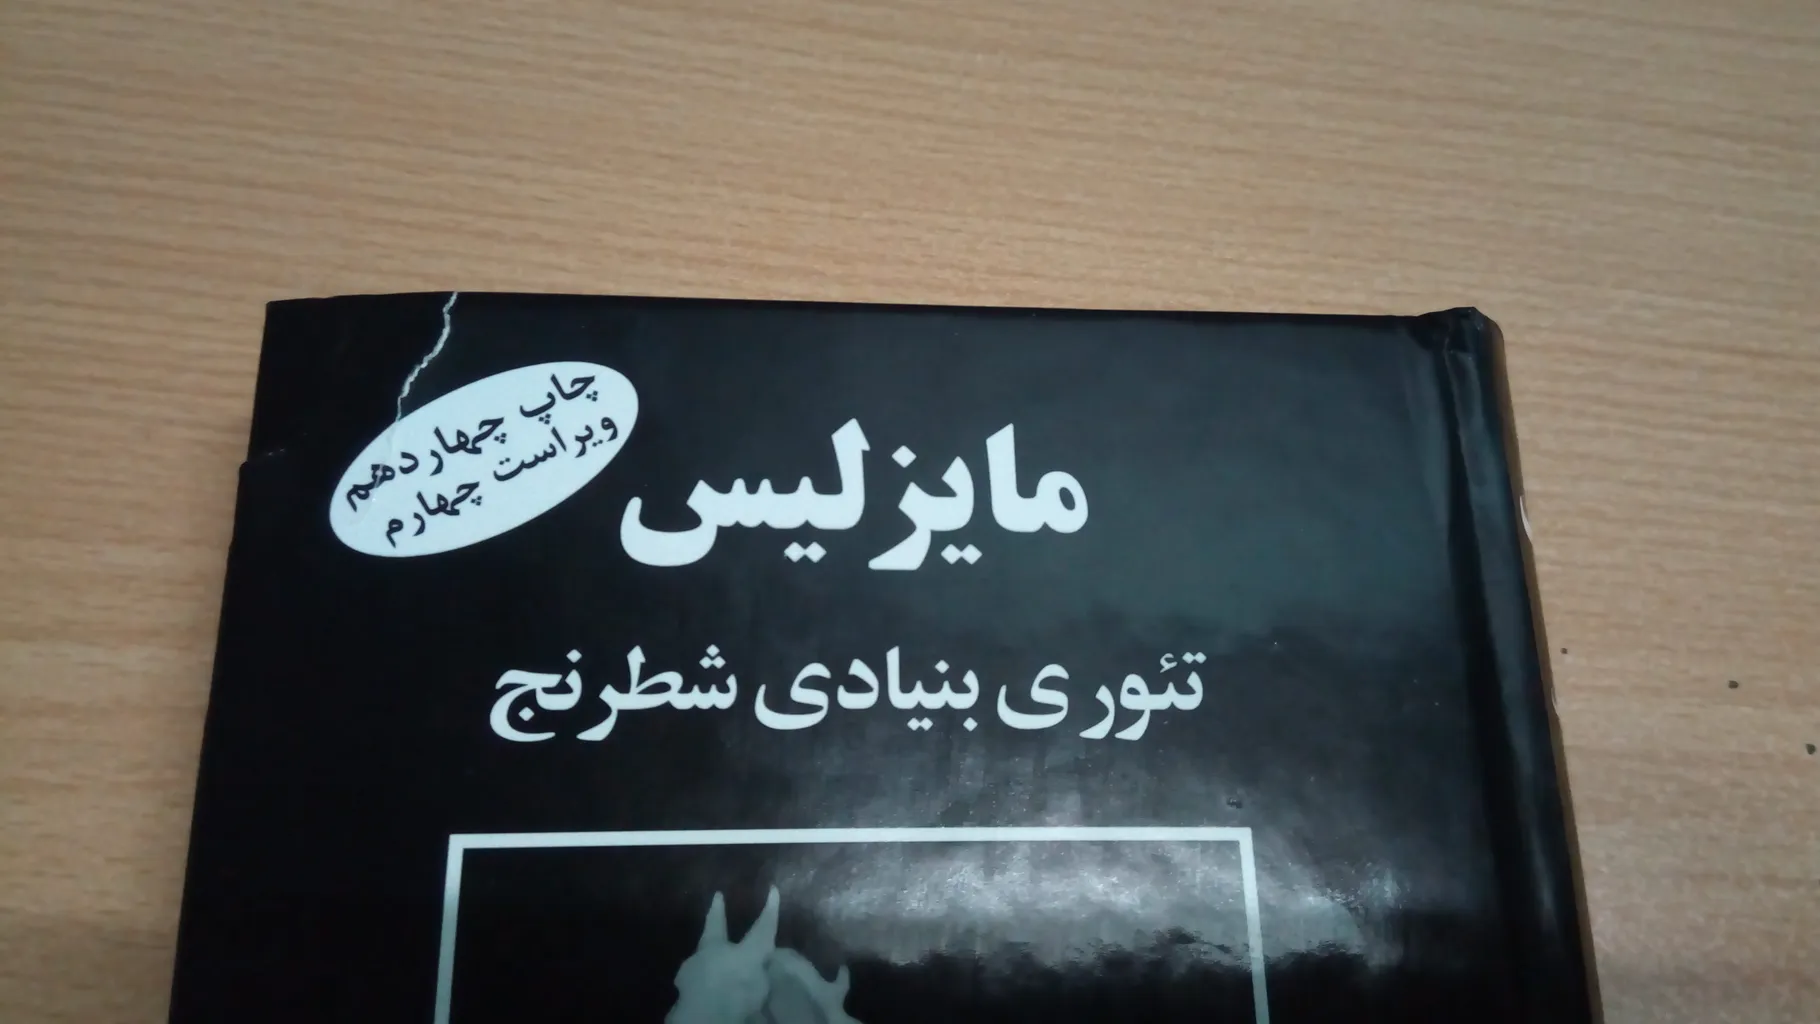 چاپ چهاردهم
ویراست چهارم
مایزلیس
تئوری بنیادی شطرنج